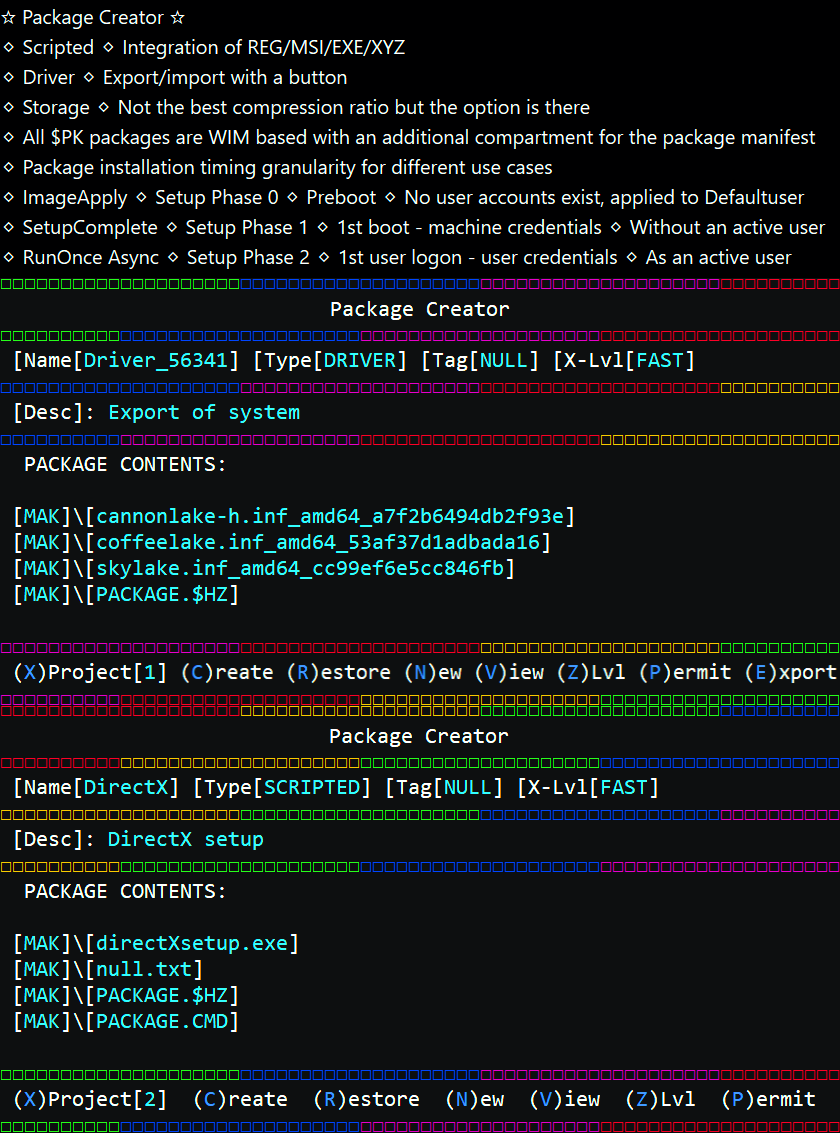 ☆ Package Creator ☆
⋄ Scripted ⋄ Integration of REG/MSI/EXE/XYZ
⋄ Driver ⋄ Export/import with a button
⋄ Storage ⋄ Not the best compression ratio but the option is there
⋄ All $PK packages are WIM based with an additional compartment for the package manifest
⋄ Package installation timing granularity for different use cases
⋄ ImageApply ⋄ Setup Phase 0 ⋄ Preboot ⋄ No user accounts exist, applied to Defaultuser
⋄ SetupComplete ⋄ Setup Phase 1 ⋄ 1st boot - machine credentials ⋄ Without an active user
⋄ RunOnce Async ⋄ Setup Phase 2 ⋄ 1st user logon - user credentials ⋄ As an active user
Package Creator
[Name[Driver_56341] [Type[DRIVER] [Tag[NULL] [X-Lvl[FAST]
[Desc]: Export of system
PACKAGE CONTENTS:
[MAK]\[cannonlake-h.inf_amd64_a7f2b6494db2f93e]
[MAK]\[coffeelake.inf_amd64_53af37d1adbada16]
[MAK]\[skylake.inf_amd64_cc99ef6e5cc846fb]
[MAK]\[PACKAGE.$HZ]
(X)Project[1] (C)reate (R)estore (N)ew (V)iew (Z)Lvl (P)ermit (E)xport
Package Creator
[Name[DirectX] [Type[SCRIPTED] [Tag[NULL] [X-Lvl[FAST]
[Desc]: DirectX setup
PACKAGE CONTENTS:
[MAK]\[directXsetup.exe]
[MAK]\[null.txt]
[MAK]\[PACKAGE.$HZ]
[MAK]\[PACKAGE.CMD]
(X)Project[2] (C)reate (R)estore (N)ew (V)iew (Z)Lvl (P)ermit